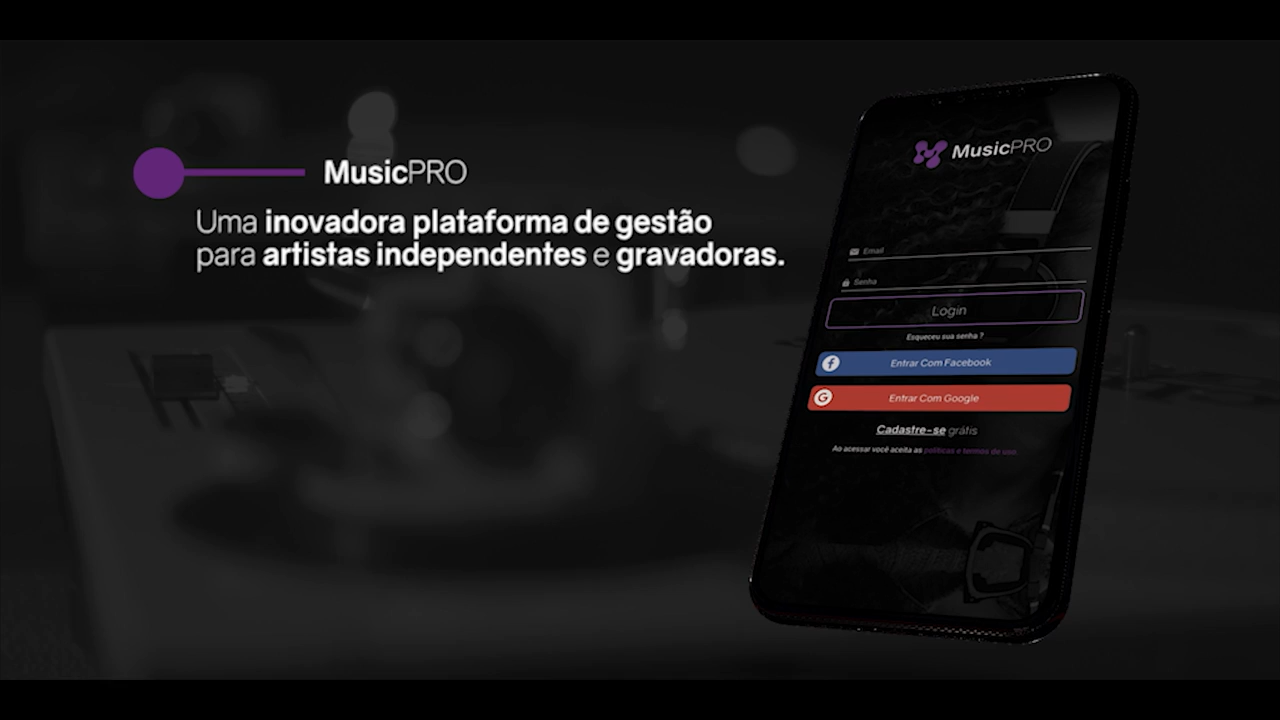 MusicPRO
Uma inovadora plataforma de gestão
para artistas independentes e gravadoras.
MusicPRO
Email
Senha
Login
Esqueceu sua senha ?
Entrar Com Facebook
Entrar Com Google
Cadastre-se grátis
Ao acessar você aceita as políticas e termos de uso.